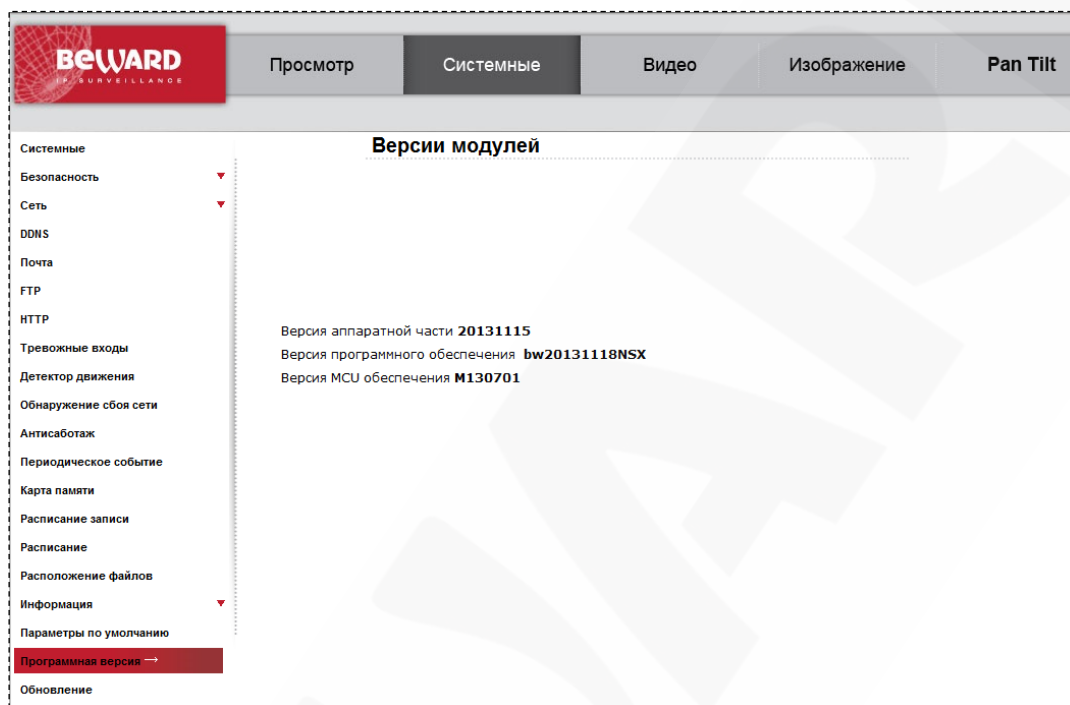 BEWARD
IP SURVEILLANCE
Просмотр
Системные
Видео
Изображение
Pan Tilt
Системные
Безопасность
Сеть
DDNS
Почта
FTP
HTTP
Тревожные входы
Детектор движения
Обнаружение сбоя сети
Антисаботаж
Периодическое событие
Карта памяти
Расписание записи
Расписание
Расположение файлов
Информация
Параметры по умолчанию
Программная версия →
Обновление
Версии модулей
Версия аппаратной части 20131115
Версия программного обеспечения bw20131118NSX
Версия MCU обеспечения M130701